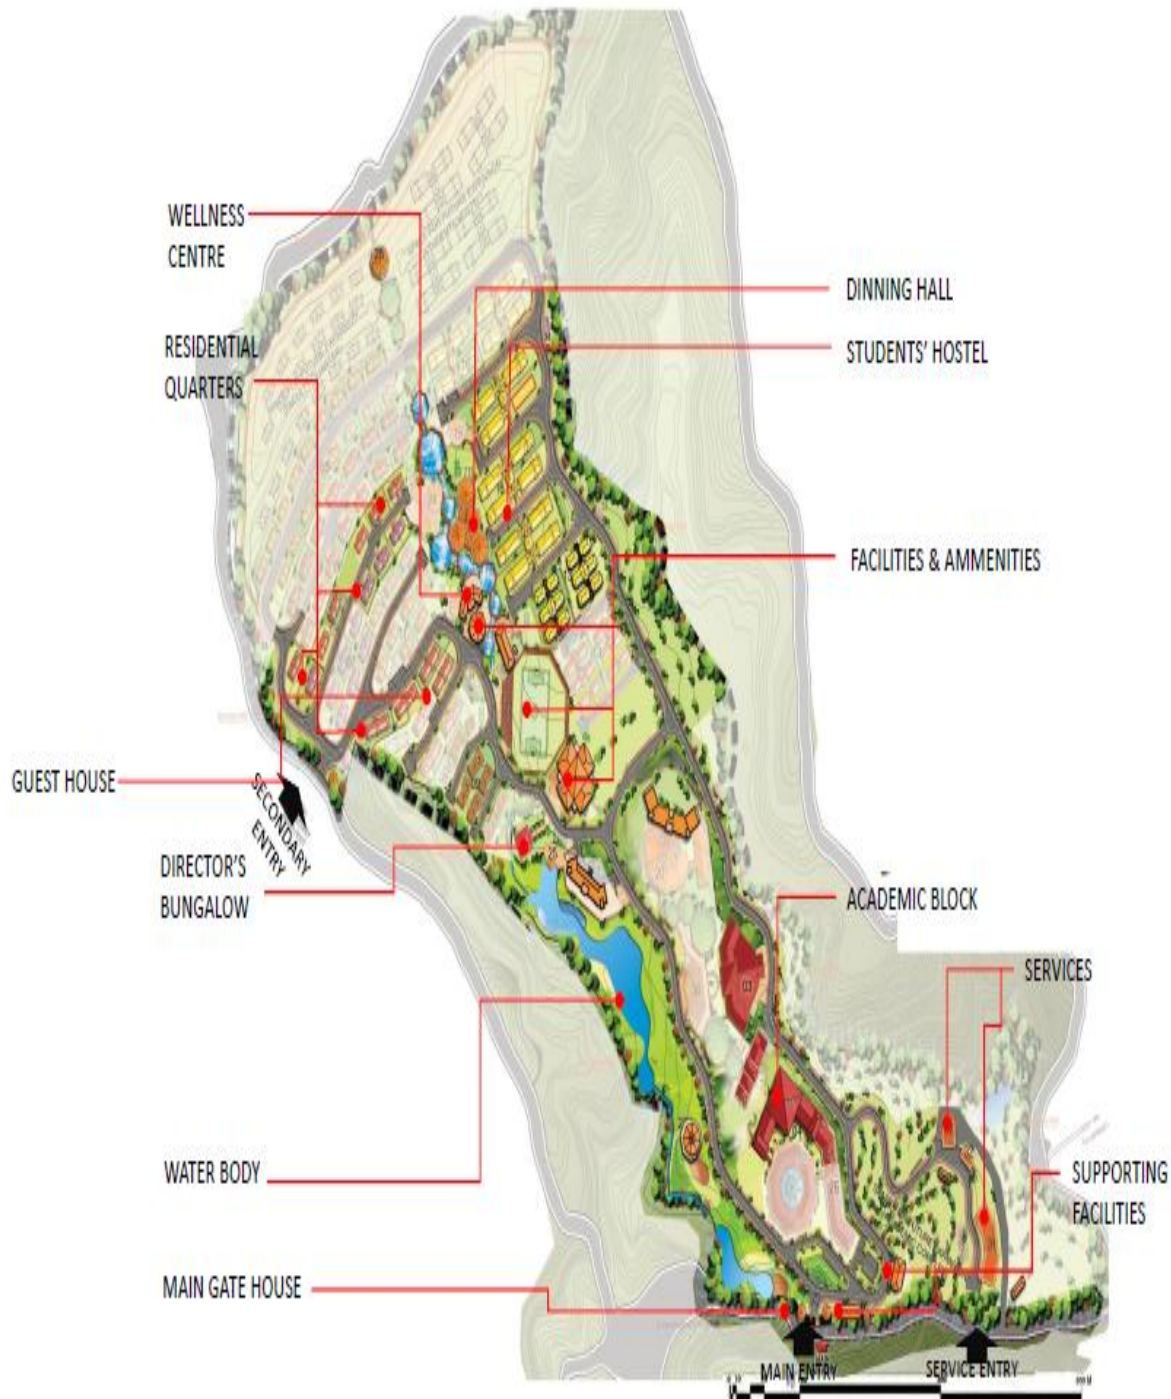 WELLNESS
CENTRE
DINNING HALL
RESIDENTIAL
QUARTERS
STUDENTS' HOSTEL
FACILITIES & AMMENITIES
GUEST HOUSE
SECONDARY
ENTRY
DIRECTOR'S
BUNGALOW
ACADEMIC BLOCK
SERVICES
WATER BODY
SUPPORTING
FACILITIES
MAIN GATE HOUSE
MAIN ENTRY
SERVICE ENTRY